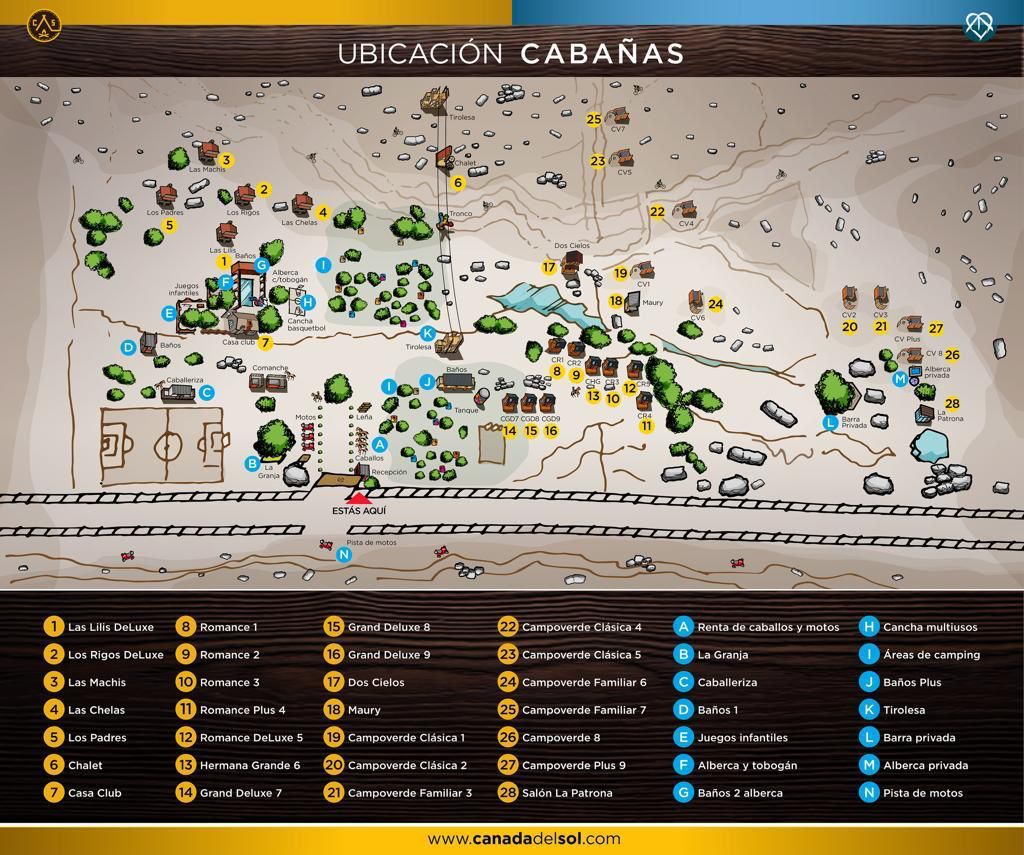 C S
UBICACIÓN CABAÑAS
Tirolesa
25
CV7
3
Las Machis
Chalet
23
CV5
6
2
Los Padres
Los Rigos
4
Las Chelas
22
CV4
5
Tronco
Las Lilis
1
Baños
G
I
Dos Cielos
17
19
CV1
Juegos infantiles
F
Alberca c/tobogán
H
18
Maury
24
CV6
CV2
CV3
20
21
E
Cancha basquetbol
CV Plus
27
D
Baños
Casa club
7
K
Tirolesa
CR1
CR2
8
9
CV 8
26
Caballeriza
C
Comanche
I
J
Baños
CHG
CR3
CR5
13
10
12
M
Alberca privada
Tanque
CGD7
CGD8
CGD9
14
15
16
CR4
11
28
La Patrona
Motos
Leña
L
Barra Privada
A
Caballos
B
La Granja
Recepción
ESTÁS AQUÍ
Pista de motos
N
1 Las Lilis DeLuxe
2 Los Rigos DeLuxe
3 Las Machis
4 Las Chelas
5 Los Padres
6 Chalet
7 Casa Club
8 Romance 1
9 Romance 2
10 Romance 3
11 Romance Plus 4
12 Romance DeLuxe 5
13 Hermana Grande 6
14 Grand Deluxe 7
15 Grand Deluxe 8
16 Grand Deluxe 9
17 Dos Cielos
18 Maury
19 Campoverde Clásica 1
20 Campoverde Clásica 2
21 Campoverde Familiar 3
22 Campoverde Clásica 4
23 Campoverde Clásica 5
24 Campoverde Familiar 6
25 Campoverde Familiar 7
26 Campoverde 8
27 Campoverde Plus 9
28 Salón La Patrona
A Renta de caballos y motos
B La Granja
C Caballeriza
D Baños 1
E Juegos infantiles
F Alberca y tobogán
G Baños 2 alberca
H Cancha multiusos
I Áreas de camping
J Baños Plus
K Tirolesa
L Barra privada
M Alberca privada
N Pista de motos
www.canadadelsol.com